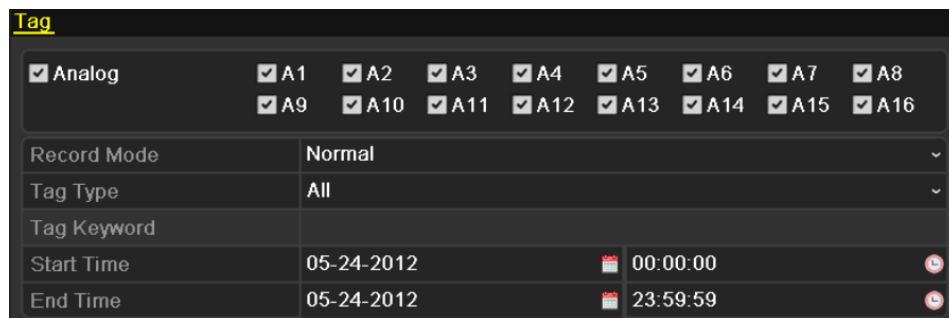 Tag
Analog A1 A2 A3 A4 A5 A6 A7 A8
A9 A10 A11 A12 A13 A14 A15 A16
Record Mode Normal
Tag Type All
Tag Keyword
Start Time 05-24-2012 00:00:00
End Time 05-24-2012 23:59:59